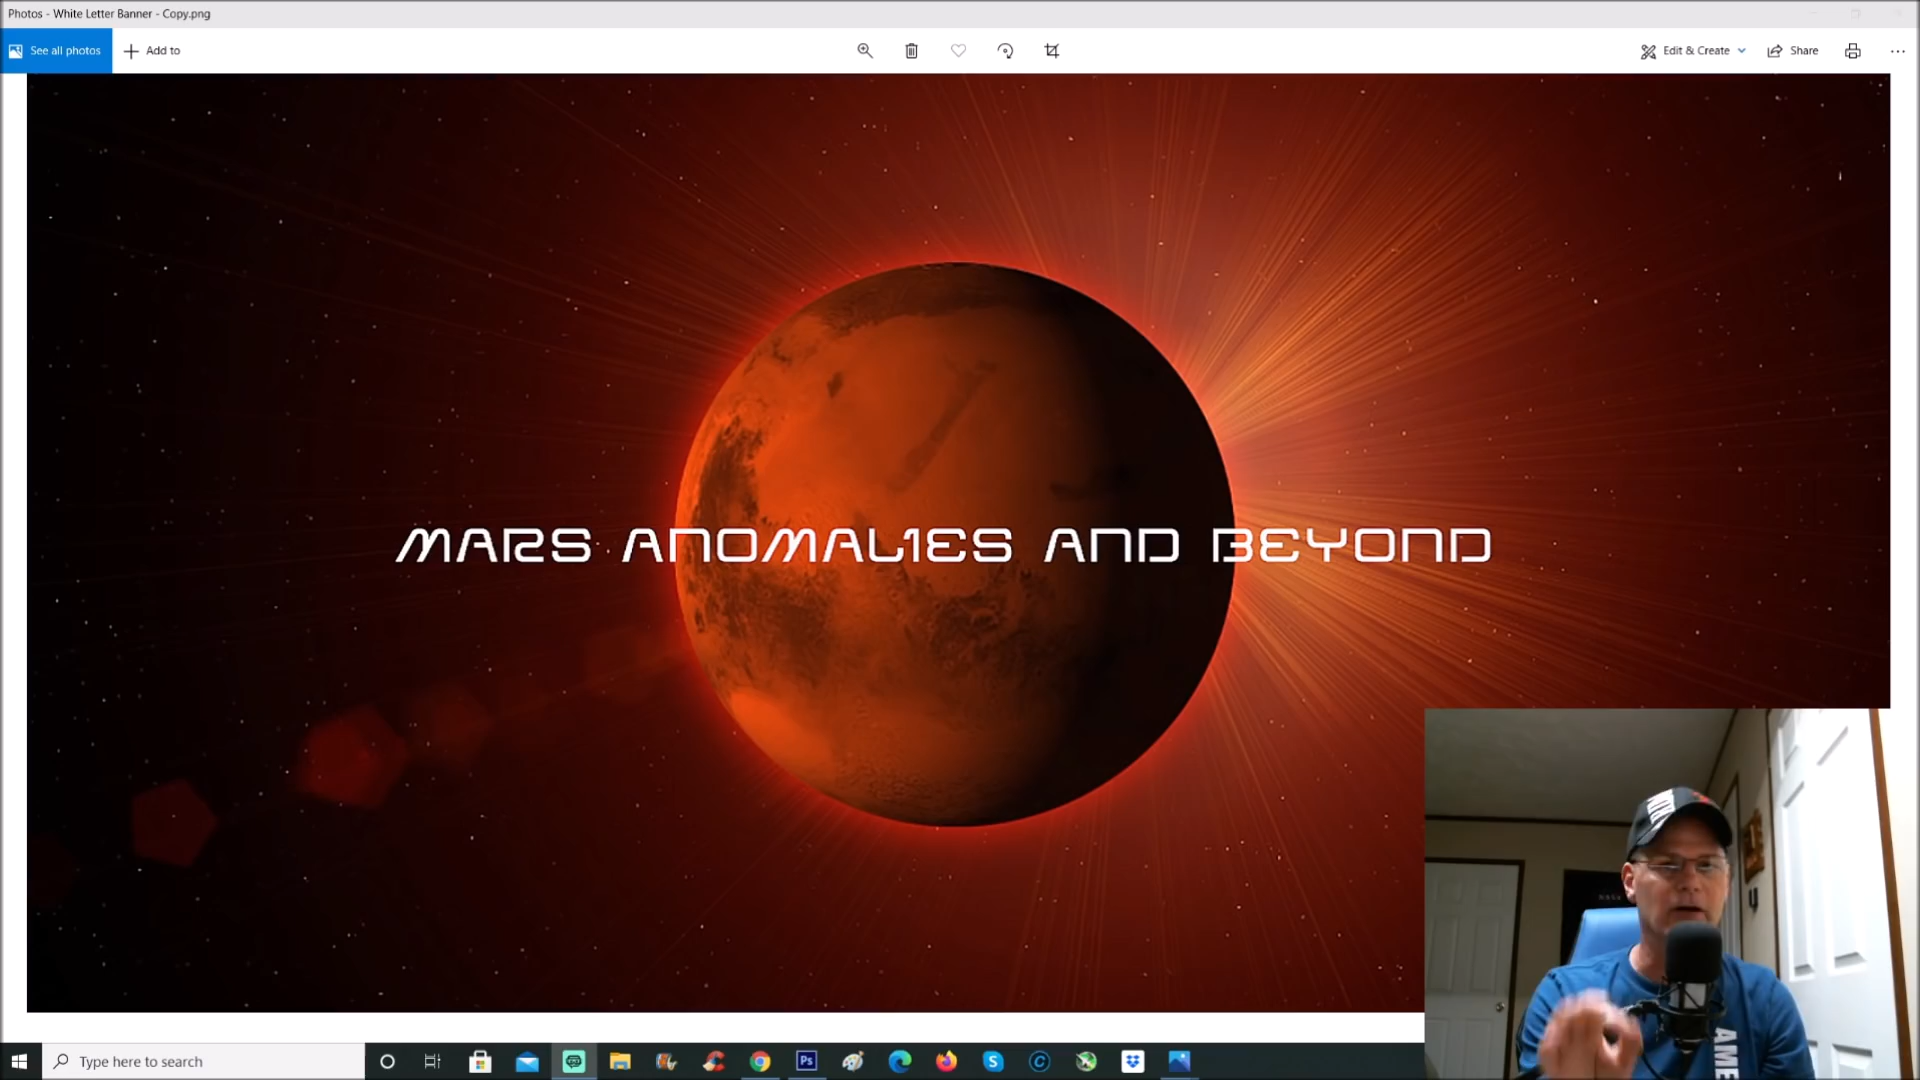 Photos - White Letter Banner - Copy.png
See all photos
Add to
Edit & Create
Share
MARS ANOMALIES AND BEYOND
Type here to search
Ps